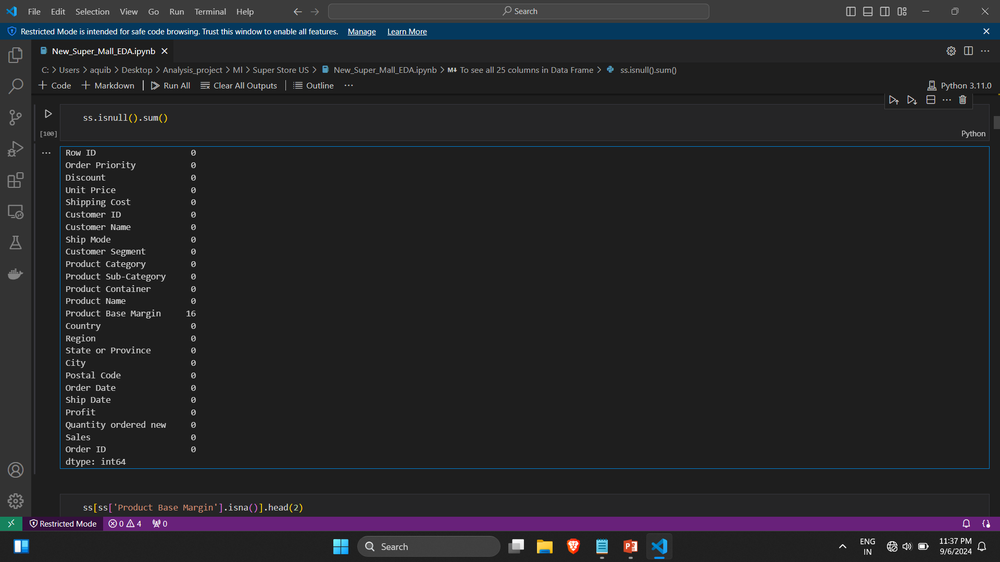 File Edit Selection View Go Run Terminal Help Search
Restricted Mode is intended for safe code browsing. Trust this window to enable all features. Manage Learn More
New_Super_Mall_EDA.ipynb
C: > Users > aquib > Desktop > Analysis_project > Ml > Super Store US > New_Super_Mall_EDA.ipynb > M↓ To see all 25 columns in Data Frame > ss.isnull().sum()
+ Code + Markdown | Run All Clear All Outputs | Outline ... Python 3.11.0
ss.isnull().sum()
[100] Python
Row ID 0
Order Priority 0
Discount 0
Unit Price 0
Shipping Cost 0
Customer ID 0
Customer Name 0
Ship Mode 0
Customer Segment 0
Product Category 0
Product Sub-Category 0
Product Container 0
Product Name 0
Product Base Margin 16
Country 0
Region 0
State or Province 0
City 0
Postal Code 0
Order Date 0
Ship Date 0
Profit 0
Quantity ordered new 0
Sales 0
Order ID 0
dtype: int64
ss[ss['Product Base Margin'].isna()].head(2)
Restricted Mode 0 4 0
Search ENG 11:37 PM
IN 9/6/2024